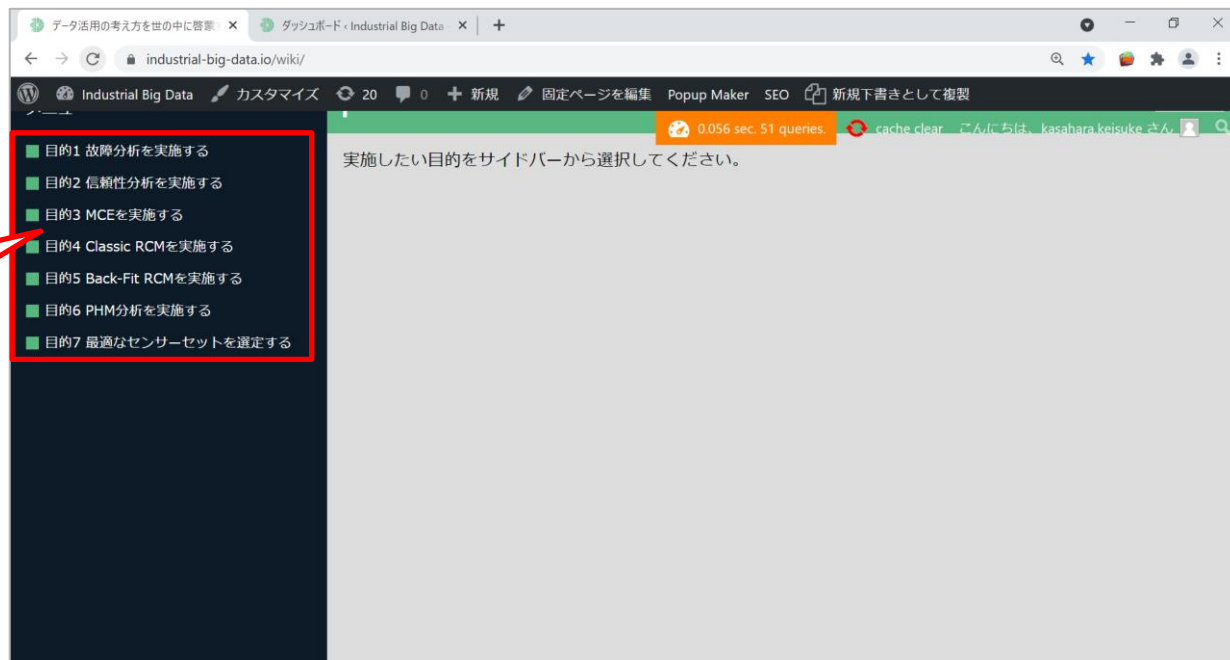 データ活用の考え方を世の中に啓蒙
ダッシュボード ‹ Industrial Big Data
industrial-big-data.io/wiki/
Industrial Big Data カスタマイズ 20 0 新規 固定ページを編集 Popup Maker SEO 新規下書きとして複製
0.056 sec. 51 queries. cache clear こんにちは、kasahara.keisuke さん
目的1 故障分析を実施する
目的2 信頼性分析を実施する
目的3 MCEを実施する
目的4 Classic RCMを実施する
目的5 Back-Fit RCMを実施する
目的6 PHM分析を実施する
目的7 最適なセンサーセットを選定する
実施したい目的をサイドバーから選択してください。